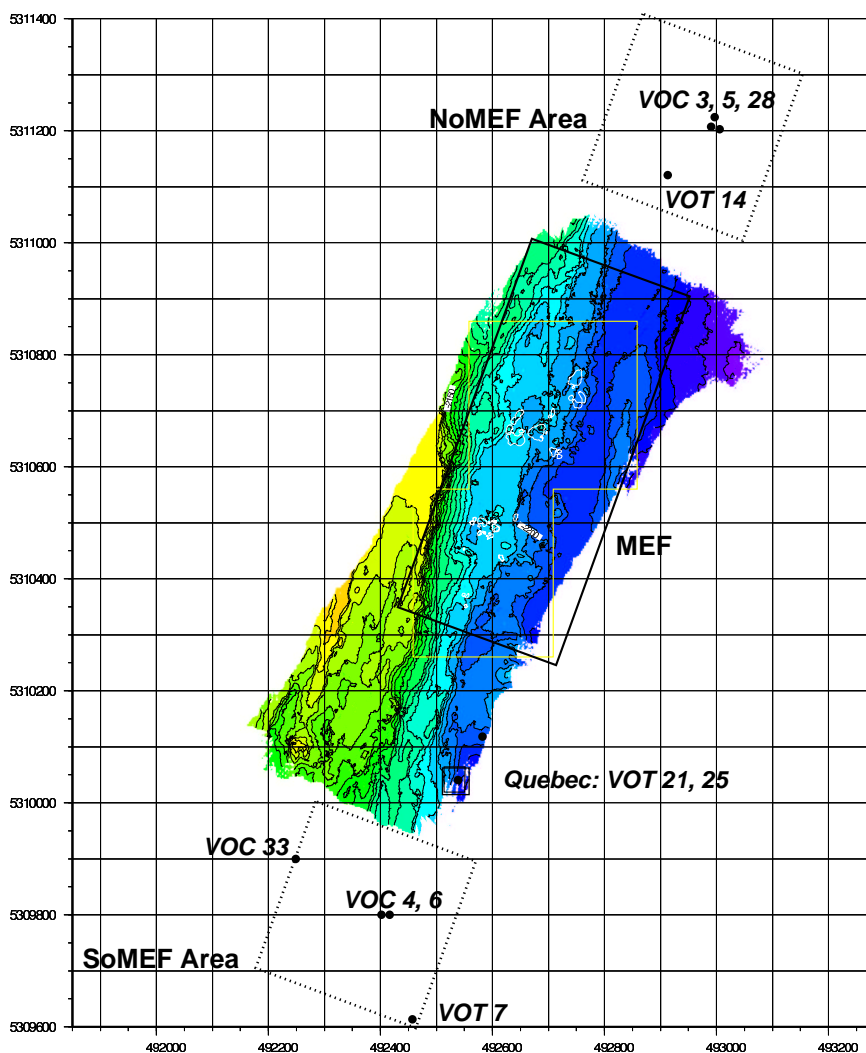 5311400
VOC 3, 5, 28
NoMEF Area
5311200
VOT 14
5311000
5310800
5310600
MEF
5310400
5310200
Quebec: VOT 21, 25
5310000
VOC 33
VOC 4, 6
5309800
SoMEF Area
VOT 7
5309600
492000 492200 492400 492600 492800 493000 493200